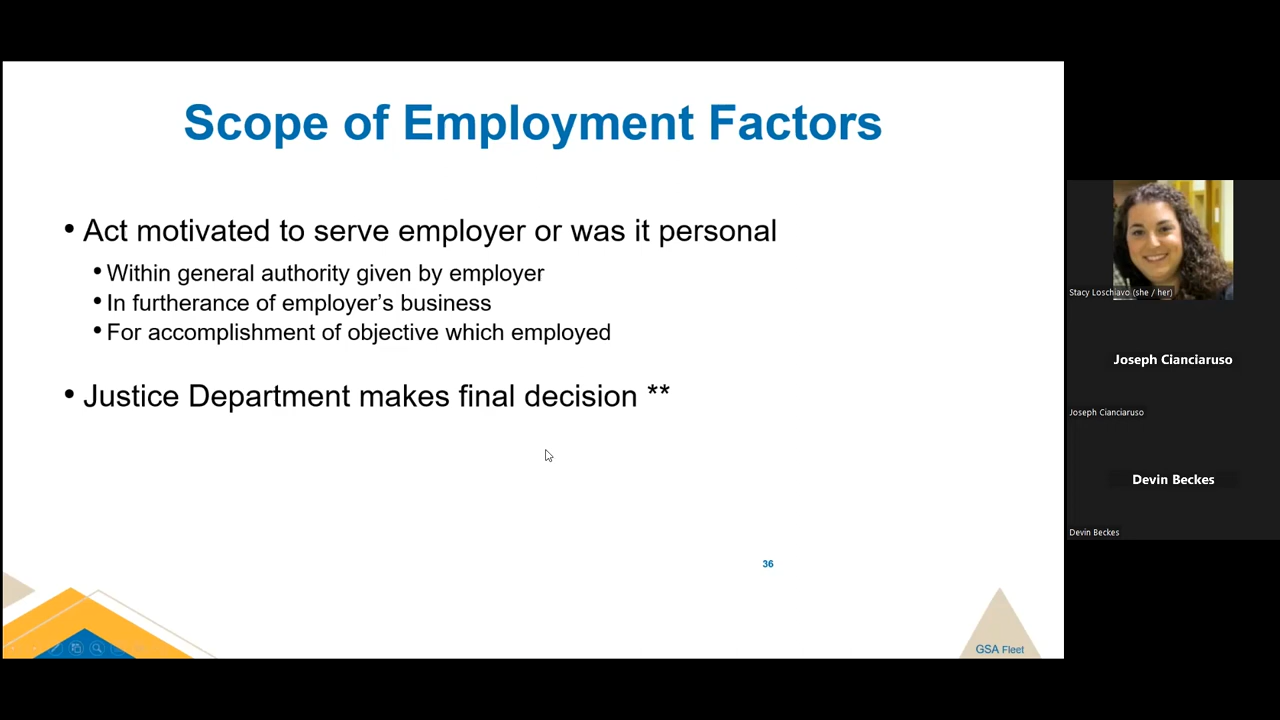 Scope of Employment Factors
• Act motivated to serve employer or was it personal
• Within general authority given by employer
• In furtherance of employer’s business
• For accomplishment of objective which employed
• Justice Department makes final decision **
36
GSA Fleet
Stacy Loschiavo (she / her)
Joseph Cianciaruso
Joseph Cianciaruso
Devin Beckes
Devin Beckes